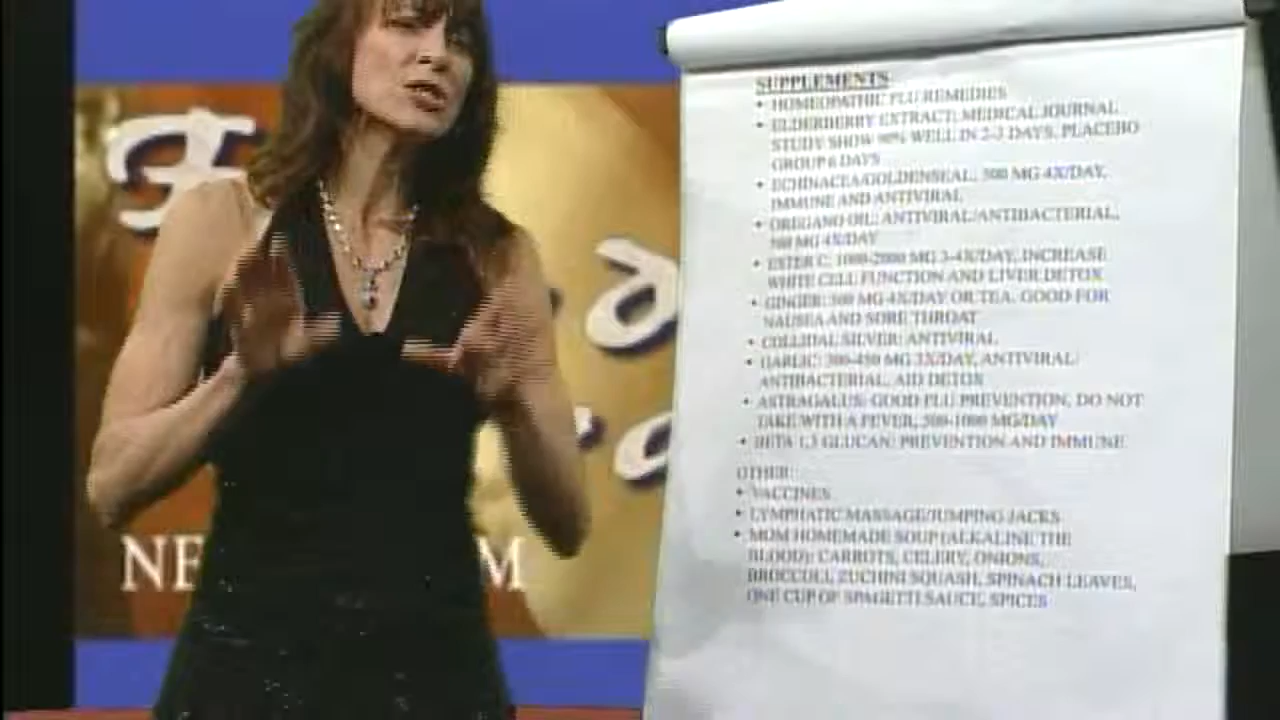 SUPPLEMENTS
• HOMEOPATHIC FLU REMEDIES
• ELDERBERRY EXTRACT; MEDICAL JOURNAL
STUDY SHOW 90% WELL IN 2-3 DAYS, PLACEBO
GROUP 6 DAYS
• ECHINACEA/GOLDENSEAL: 500 MG 4X/DAY,
IMMUNE AND ANTIVIRAL
• OREGANO OIL: ANTIVIRAL/ANTIBACTERIAL,
500 MG 4X/DAY
• ESTER C: 1000-2000 MG 3-4X/DAY, INCREASE
WHITE CELL FUNCTION AND LIVER DETOX
• GINGER: 500 MG 4X/DAY OR TEA. GOOD FOR
NAUSEA AND SORE THROAT
• COLLIDAL SILVER: ANTIVIRAL
• GARLIC: 300-450 MG 3X/DAY, ANTIVIRAL/
ANTIBACTERIAL, AID DETOX
• ASTRAGALUS: GOOD FLU PREVENTION, DO NOT
TAKE WITH A FEVER, 500-1000 MG/DAY
• BETA 1,3 GLUCAN: PREVENTION AND IMMUNE
OTHER:
• VACCINES
• LYMPHATIC MASSAGE/JUMPING JACKS
• MOM HOMEMADE SOUP (ALKALINE THE
BLOOD): CARROTS, CELERY, ONIONS,
BROCCOLI, ZUCHINI SQUASH, SPINACH LEAVES,
ONE CUP OF SPAGETTI SAUCE, SPICES